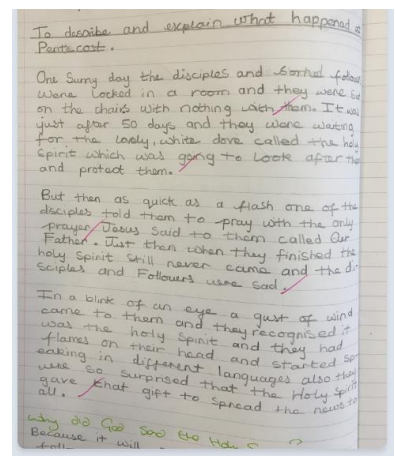 To describe and explain what happened at
Pentecost.
One Sunny day the disciples and follow
were locked in a room and they were sat
on the chairs with nothing with them. It was
just after 50 days and they were waiting
for the lovely, white dove called the holy
Spirit which was going to look after the
and protect them.
But then as quick as a flash one of the
disciples told them to pray with the only
prayer Jesus said to them called Our
Father. Just then when they finished the
holy Spirit still never came and the di-
sciples and Followers were sad.
In a blink of an eye a gust of wind
came to them and they recognised it
was the holy Spirit and they had
flames on their head and started sp
eaking in different languages also they
were so surprised that the Holy Spirit
gave that gift to spread the news to
all.
Why did God send the Holy S ?
Because it will